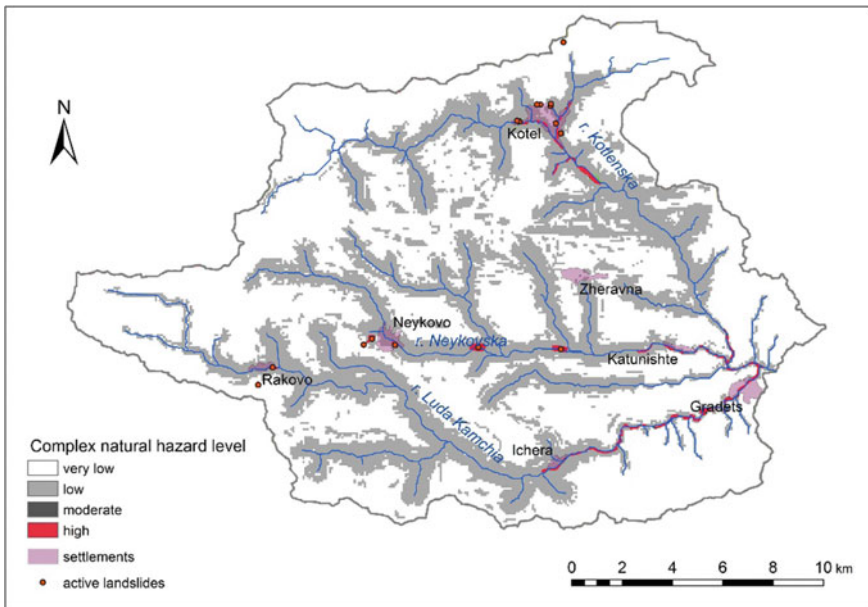 N
Kotel
r. Kotlenska
Zheravna
Neykovo
r. Neykovska
Katunishte
Rakovo
r. Luda Kamchia
Gradets
Ichera
Complex natural hazard level
very low
low
moderate
high
settlements
active landslides
0 2 4 6 8 10 km